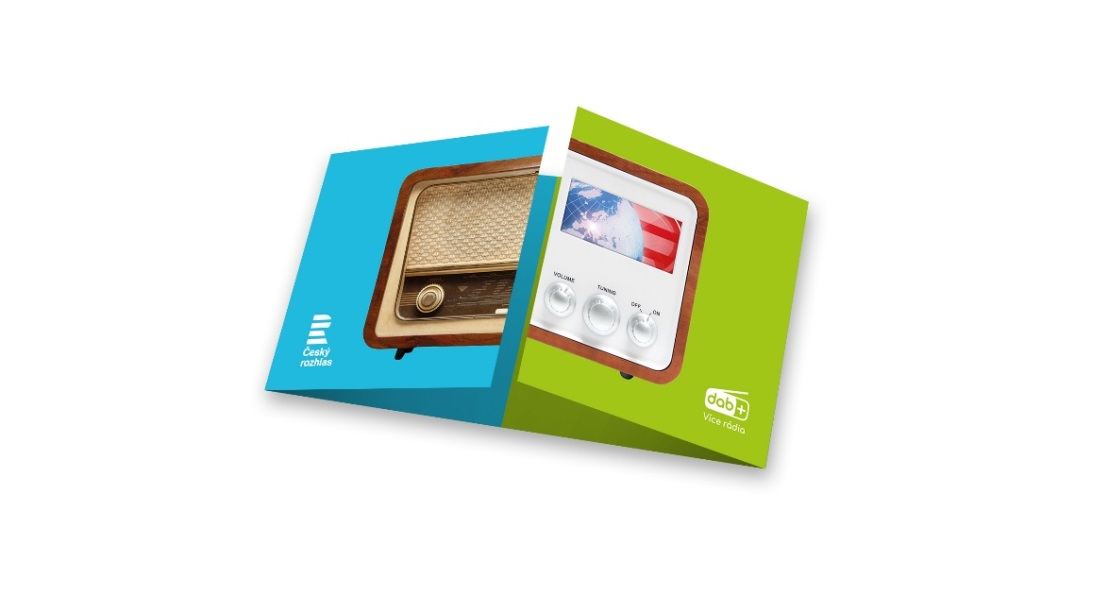 Český
rozhlas
VOLUME
TUNING
OFF
ON
dab+
Více rádia